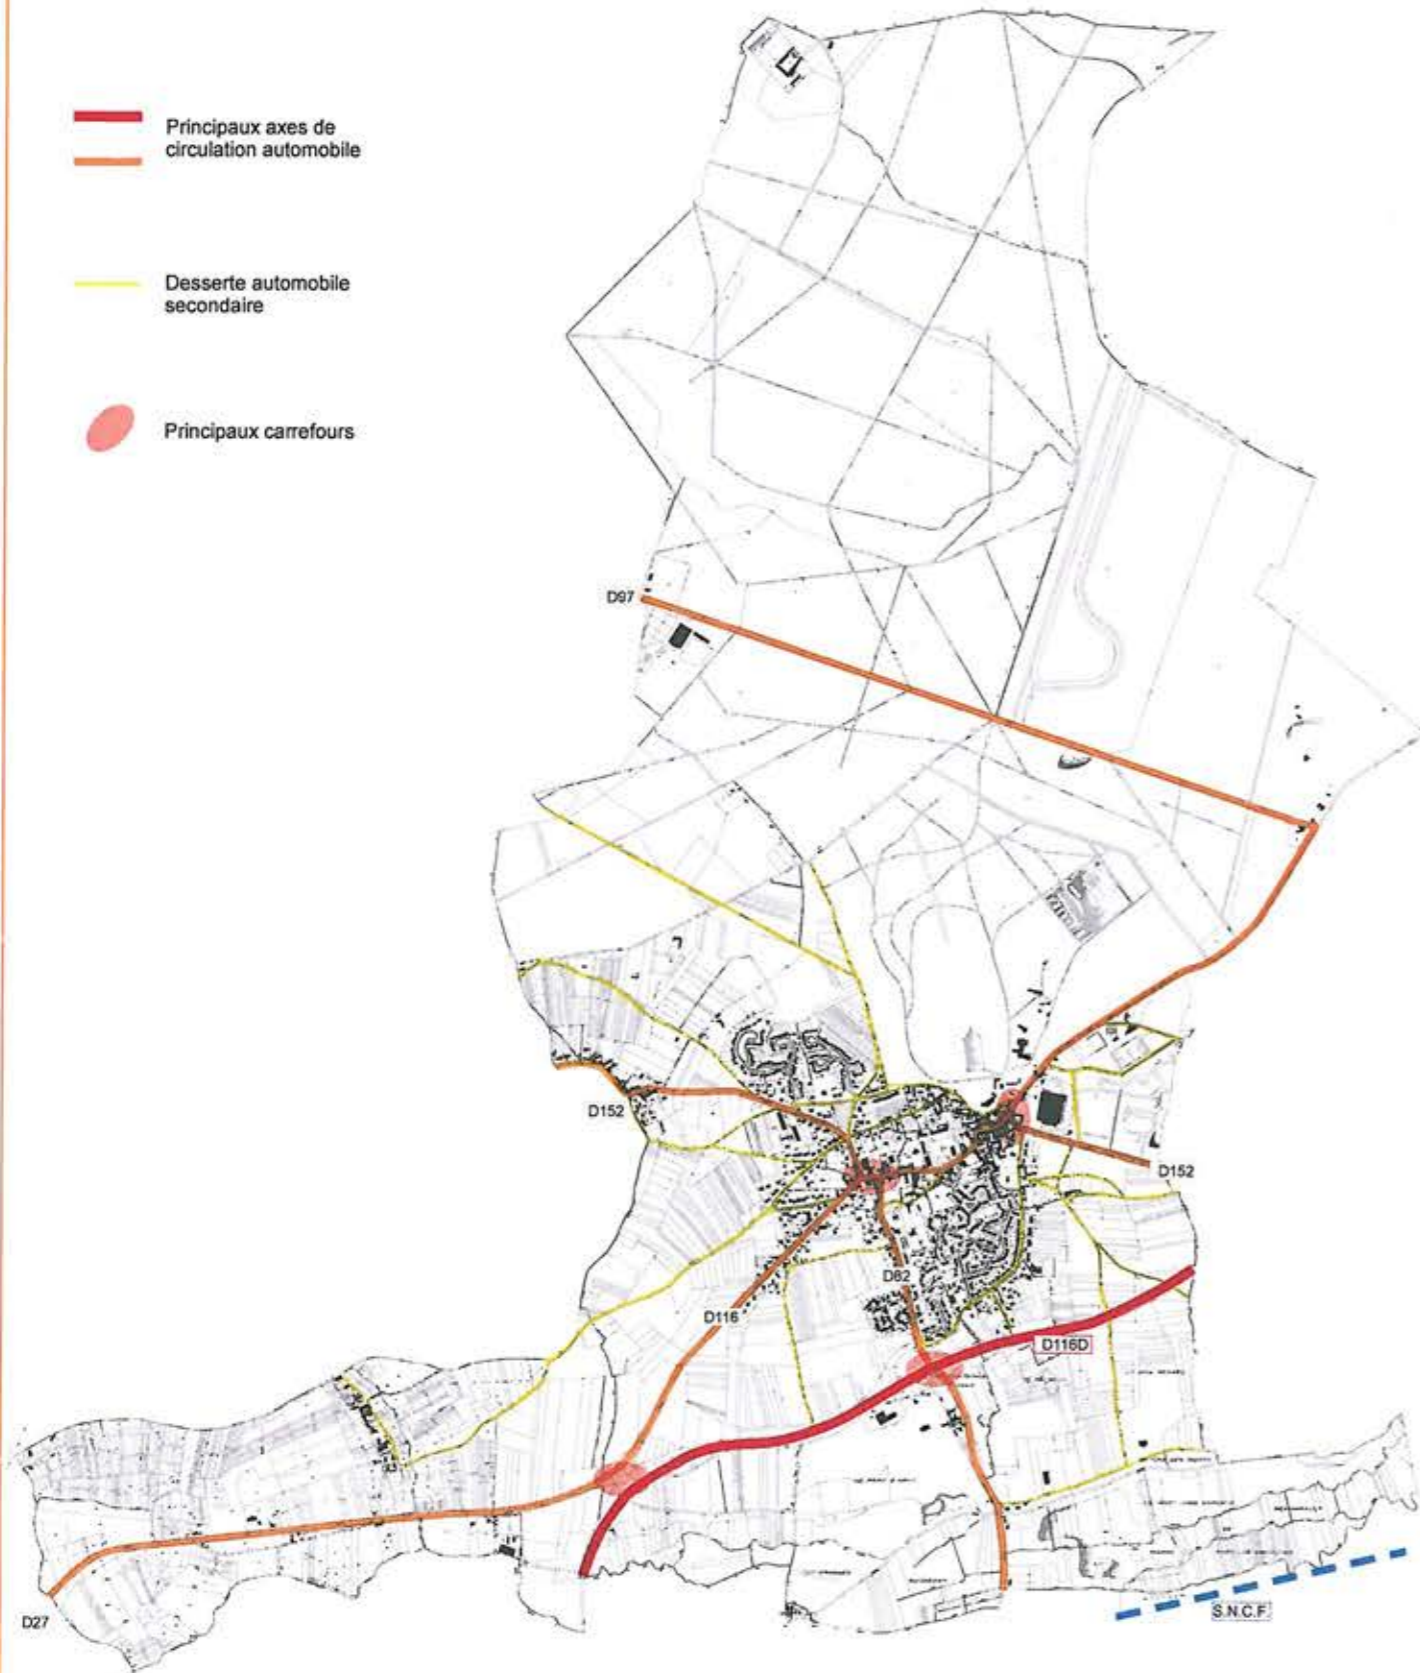 Principaux axes de
circulation automobile
Desserte automobile
secondaire
Principaux carrefours
D97
D152
D152
D82
D116
D116D
D27
S.N.C.F.